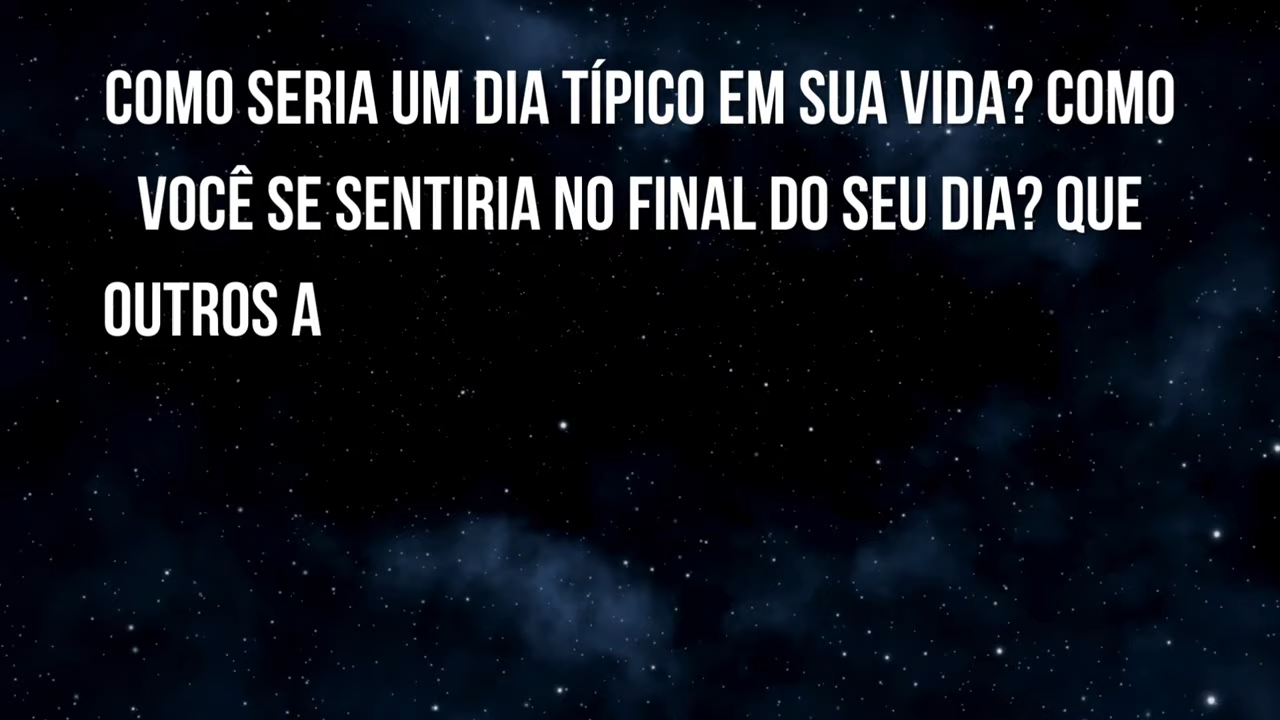 COMO SERIA UM DIA TÍPICO EM SUA VIDA? COMO
VOCÊ SE SENTIRIA NO FINAL DO SEU DIA? QUE
OUTROS A